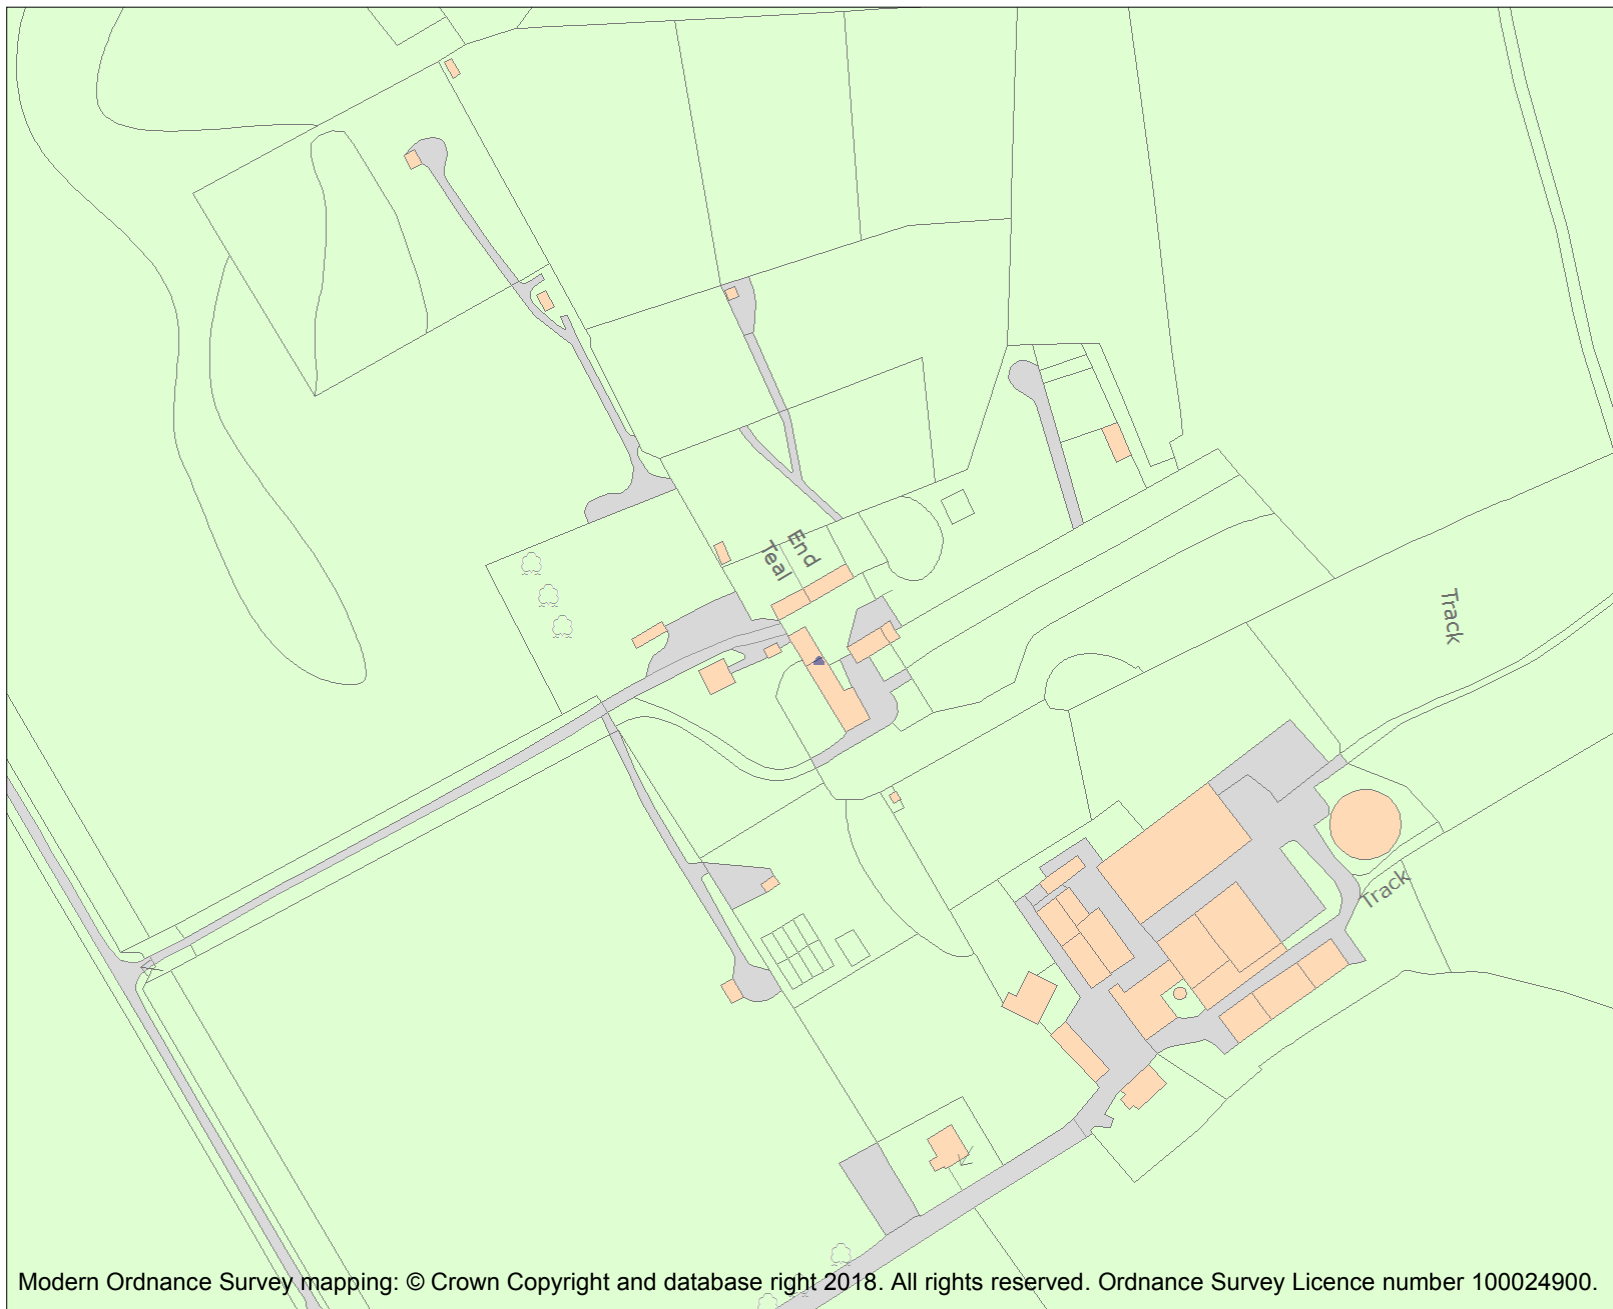 End
Teal
Track
Track
Modern Ordnance Survey mapping: © Crown Copyright and database right 2018. All rights reserved. Ordnance Survey Licence number 100024900.